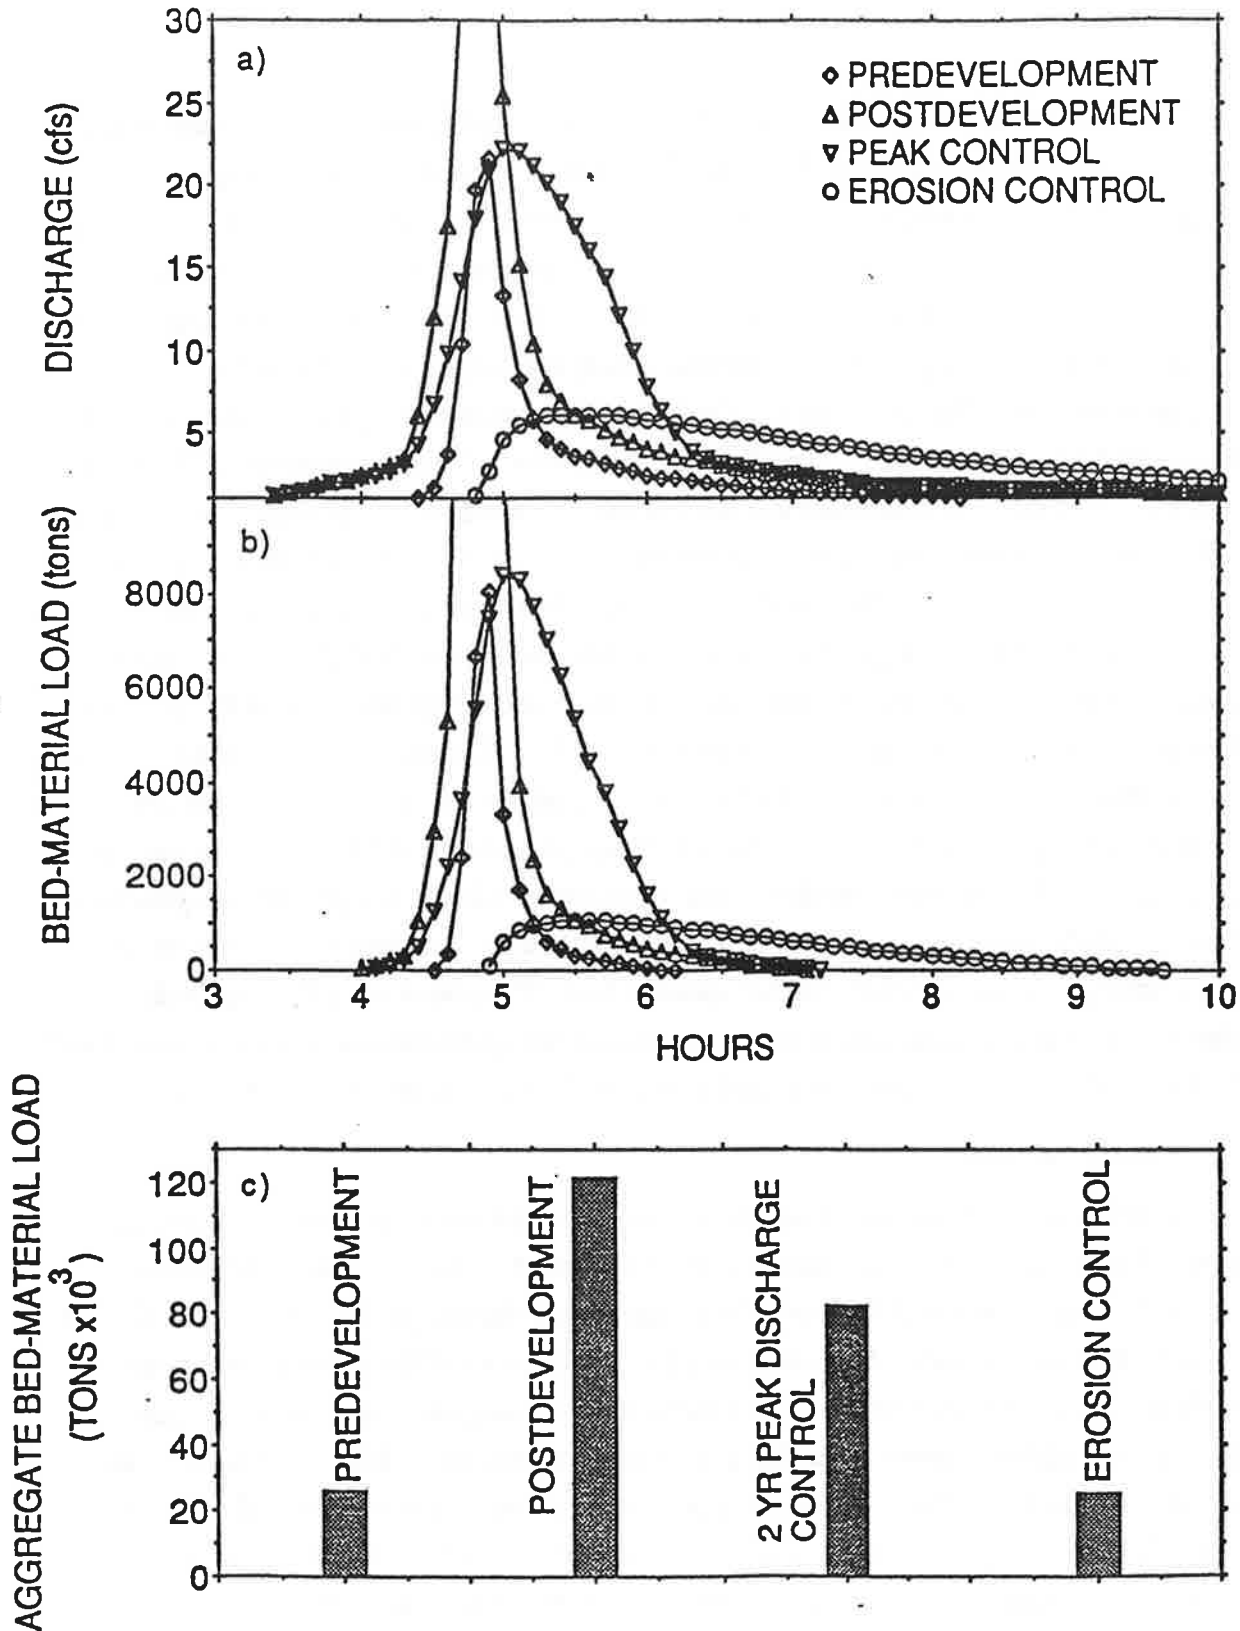 a)
30
25
20
15
10
5
DISCHARGE (cfs)
PREDEVELOPMENT
POSTDEVELOPMENT
PEAK CONTROL
EROSION CONTROL
b)
8000
6000
4000
2000
0
BED-MATERIAL LOAD (tons)
3 4 5 6 7 8 9 10
HOURS
c)
120
100
80
60
40
20
0
AGGREGATE BED-MATERIAL LOAD
(TONS x10³)
PREDEVELOPMENT
POSTDEVELOPMENT
2 YR PEAK DISCHARGE
CONTROL
EROSION CONTROL